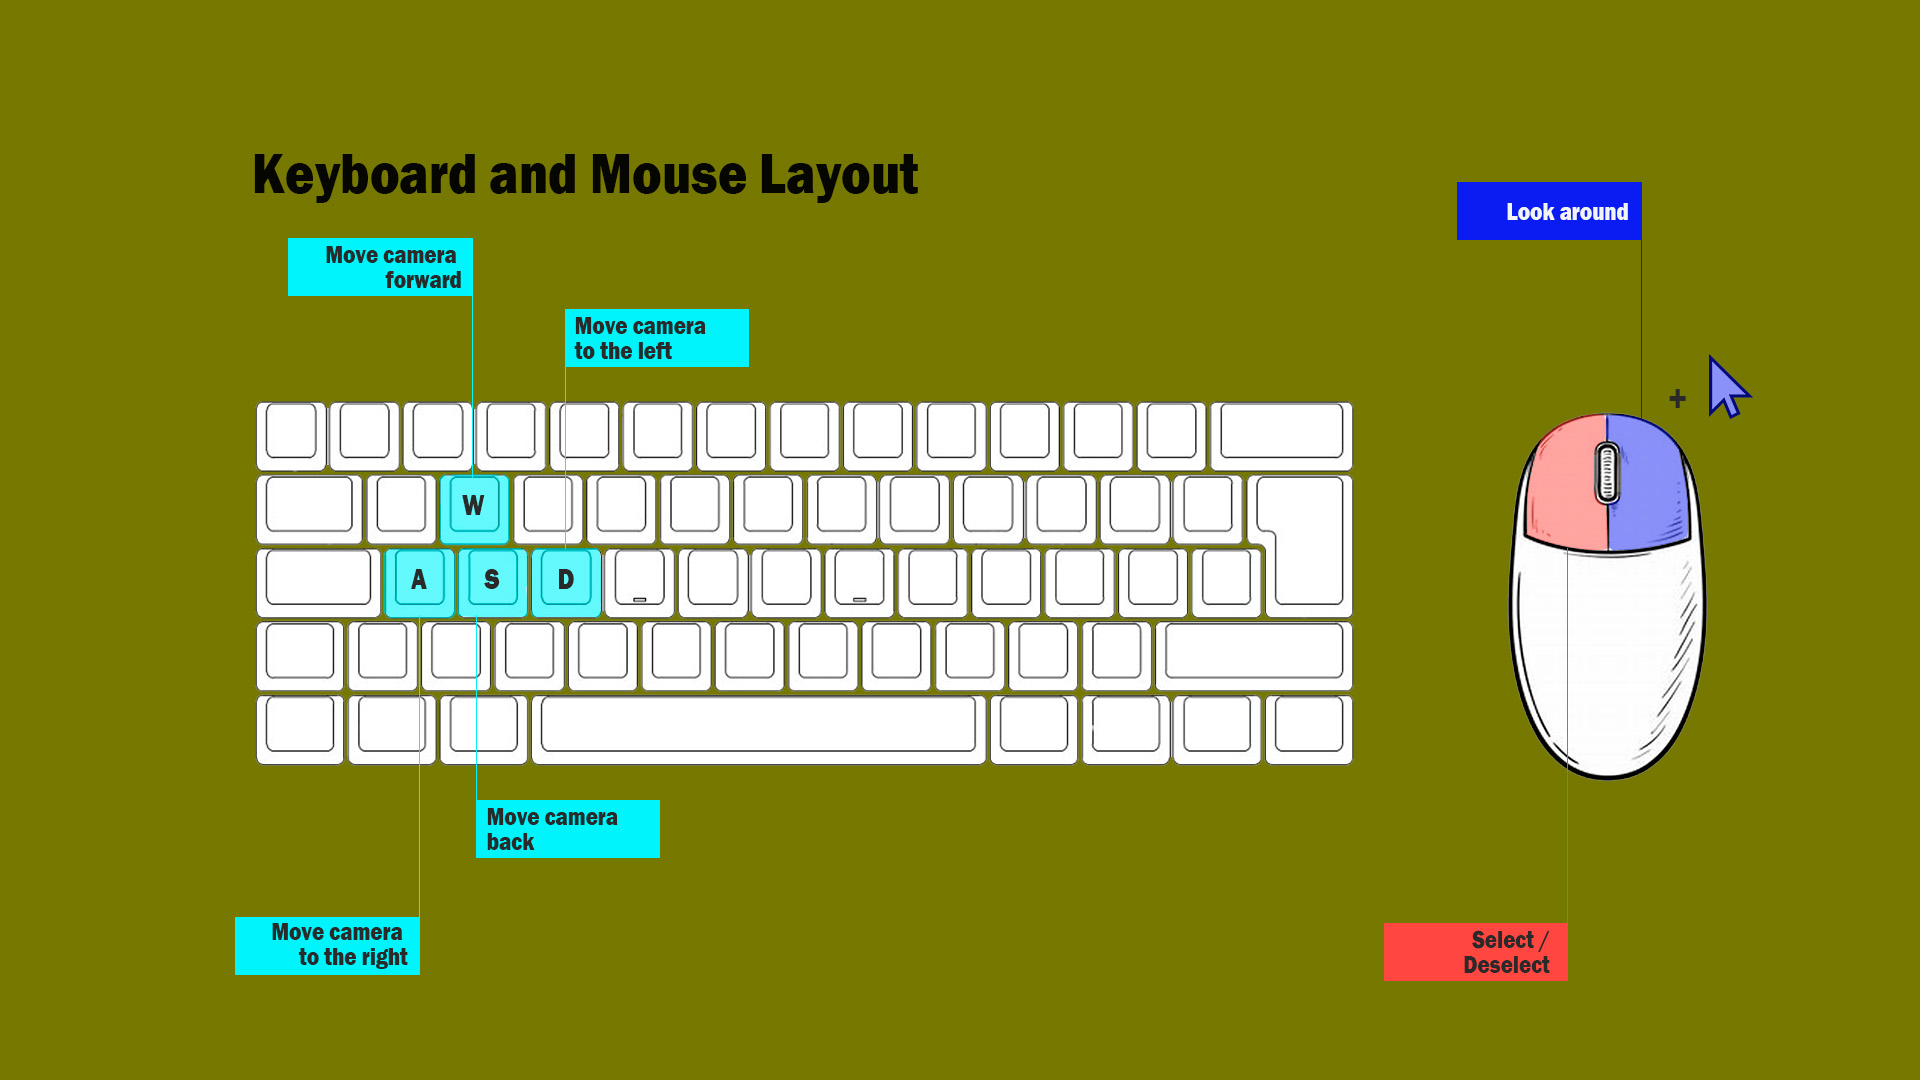 Keyboard and Mouse Layout
Look around
Move camera
forward
Move camera
to the left
+
W
A S D
Move camera
back
Move camera
to the right
Select /
Deselect